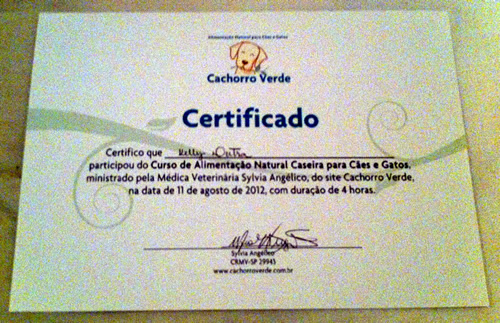 Alimentação Natural para Cães e Gatos
Cachorro Verde
Certificado
Certifico que Kelly
participou do Curso de Alimentação Natural Caseira para Cães e Gatos,
ministrado pela Médica Veterinária Sylvia Angélico, do site Cachorro Verde,
na data de 11 de agosto de 2012, com duração de 4 horas.
Sylvia Angélico
CRMV-SP 29945
www.cachorroverde.com.br